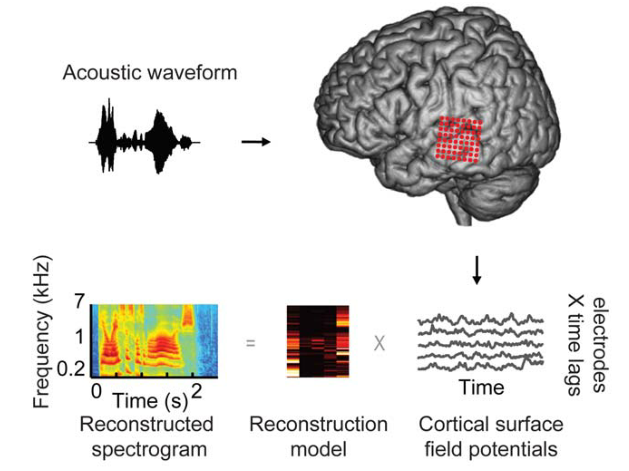 Acoustic waveform
Frequency (kHz)
7
1
0.2
0
Time (s)
2
Reconstructed
spectrogram
=
Reconstruction
model
X
Time
Cortical surface
field potentials
electrodes
X time lags